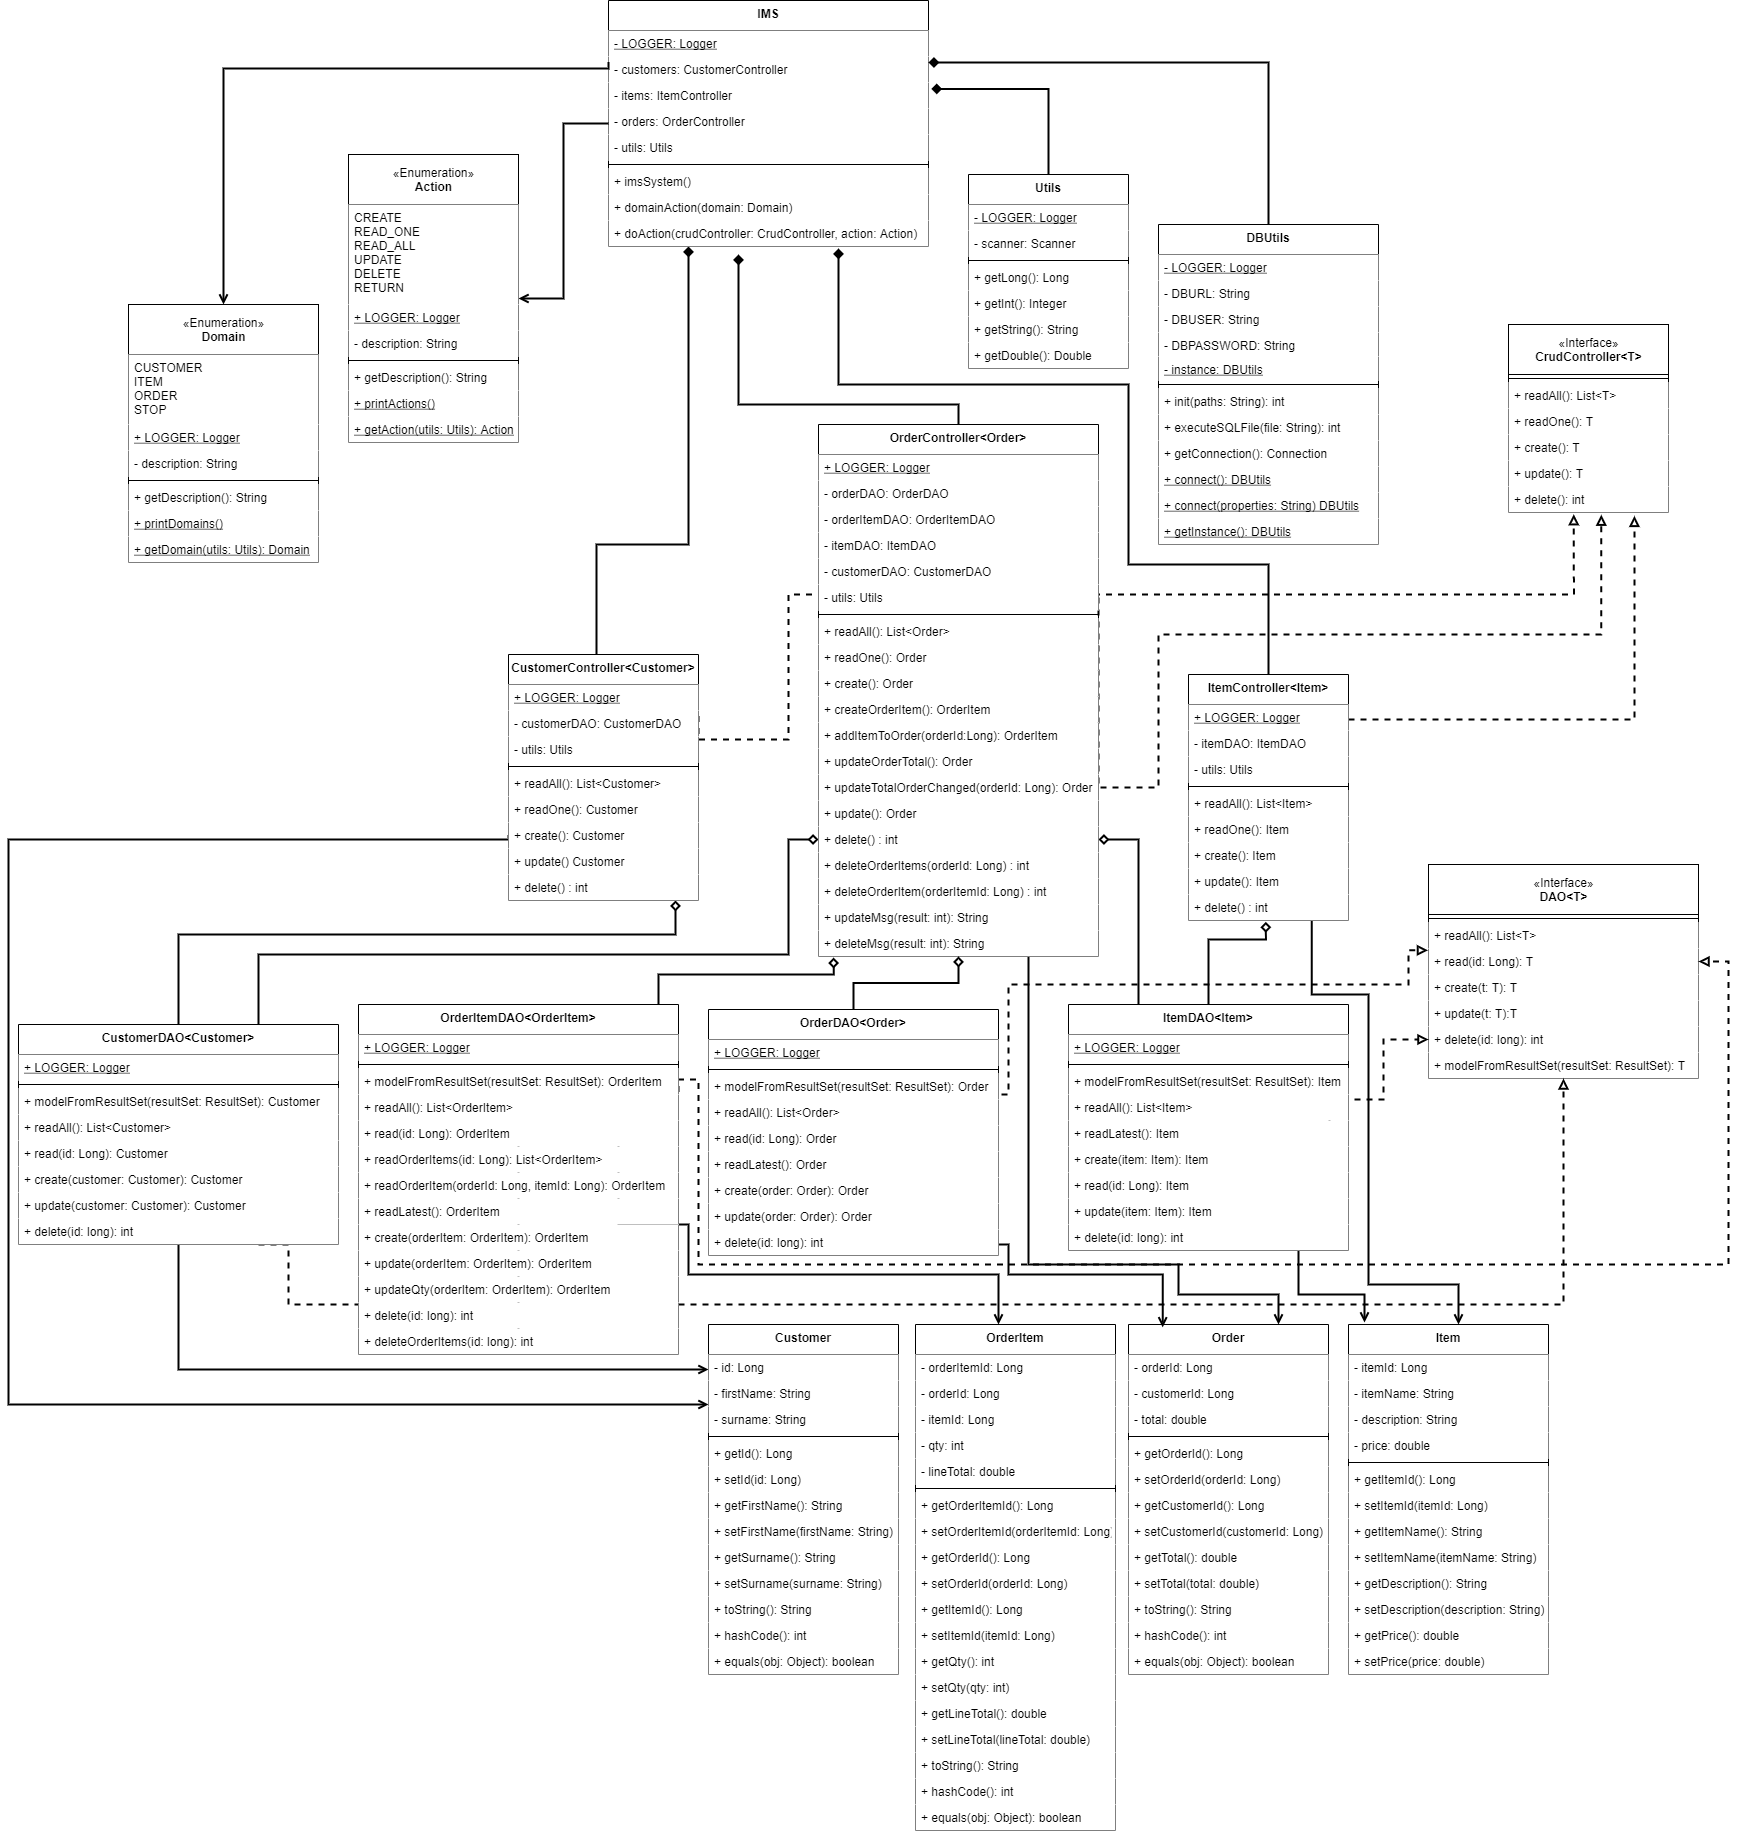 IMS
- LOGGER: Logger
- customers: CustomerController
- items: ItemController
- orders: OrderController
- utils: Utils
+ imsSystem()
+ domainAction(domain: Domain)
+ doAction(crudController: CrudController, action: Action)
«Enumeration»
Action
CREATE
READ_ONE
READ_ALL
UPDATE
DELETE
RETURN
+ LOGGER: Logger
- description: String
+ getDescription(): String
+ printActions()
+ getAction(utils: Utils): Action
Utils
- LOGGER: Logger
- scanner: Scanner
+ getLong(): Long
+ getInt(): Integer
+ getString(): String
+ getDouble(): Double
DBUtils
- LOGGER: Logger
- DBURL: String
- DBUSER: String
- DBPASSWORD: String
- instance: DBUtils
+ init(paths: String): int
+ executeSQLFile(file: String): int
+ getConnection(): Connection
+ connect(): DBUtils
+ connect(properties: String) DBUtils
+ getInstance(): DBUtils
«Enumeration»
Domain
CUSTOMER
ITEM
ORDER
STOP
+ LOGGER: Logger
- description: String
+ getDescription(): String
+ printDomains()
+ getDomain(utils: Utils): Domain
«Interface»
CrudController<T>
+ readAll(): List<T>
+ readOne(): T
+ create(): T
+ update(): T
+ delete(): int
OrderController<Order>
+ LOGGER: Logger
- orderDAO: OrderDAO
- orderItemDAO: OrderItemDAO
- itemDAO: ItemDAO
- customerDAO: CustomerDAO
- utils: Utils
+ readAll(): List<Order>
+ readOne(): Order
+ create(): Order
+ createOrderItem(): OrderItem
+ addItemToOrder(orderId:Long): OrderItem
+ updateOrderTotal(): Order
+ updateTotalOrderChanged(orderId: Long): Order
+ update(): Order
+ delete() : int
+ deleteOrderItems(orderId: Long) : int
+ deleteOrderItem(orderItemId: Long) : int
+ updateMsg(result: int): String
+ deleteMsg(result: int): String
CustomerController<Customer>
+ LOGGER: Logger
- customerDAO: CustomerDAO
- utils: Utils
+ readAll(): List<Customer>
+ readOne(): Customer
+ create(): Customer
+ update() Customer
+ delete() : int
ItemController<Item>
+ LOGGER: Logger
- itemDAO: ItemDAO
- utils: Utils
+ readAll(): List<Item>
+ readOne(): Item
+ create(): Item
+ update(): Item
+ delete() : int
«Interface»
DAO<T>
+ readAll(): List<T>
+ read(id: Long): T
+ create(t: T): T
+ update(t: T):T
+ delete(id: long): int
+ modelFromResultSet(resultSet: ResultSet): T
CustomerDAO<Customer>
+ LOGGER: Logger
+ modelFromResultSet(resultSet: ResultSet): Customer
+ readAll(): List<Customer>
+ read(id: Long): Customer
+ create(customer: Customer): Customer
+ update(customer: Customer): Customer
+ delete(id: long): int
OrderItemDAO<OrderItem>
+ LOGGER: Logger
+ modelFromResultSet(resultSet: ResultSet): OrderItem
+ readAll(): List<OrderItem>
+ read(id: Long): OrderItem
+ readOrderItems(id: Long): List<OrderItem>
+ readOrderItem(orderId: Long, itemId: Long): OrderItem
+ readLatest(): OrderItem
+ create(orderItem: OrderItem): OrderItem
+ update(orderItem: OrderItem): OrderItem
+ updateQty(orderItem: OrderItem): OrderItem
+ delete(id: long): int
+ deleteOrderItems(id: long): int
OrderDAO<Order>
+ LOGGER: Logger
+ modelFromResultSet(resultSet: ResultSet): Order
+ readAll(): List<Order>
+ read(id: Long): Order
+ readLatest(): Order
+ create(order: Order): Order
+ update(order: Order): Order
+ delete(id: long): int
ItemDAO<Item>
+ LOGGER: Logger
+ modelFromResultSet(resultSet: ResultSet): Item
+ readAll(): List<Item>
+ readLatest(): Item
+ create(item: Item): Item
+ read(id: Long): Item
+ update(item: Item): Item
+ delete(id: long): int
Customer
- id: Long
- firstName: String
- surname: String
+ getId(): Long
+ setId(id: Long)
+ getFirstName(): String
+ setFirstName(firstName: String)
+ getSurname(): String
+ setSurname(surname: String)
+ toString(): String
+ hashCode(): int
+ equals(obj: Object): boolean
OrderItem
- orderItemId: Long
- orderId: Long
- itemId: Long
- qty: int
- lineTotal: double
+ getOrderItemId(): Long
+ setOrderItemId(orderItemId: Long)
+ getOrderId(): Long
+ setOrderId(orderId: Long)
+ getItemId(): Long
+ setItemId(itemId: Long)
+ getQty(): int
+ setQty(qty: int)
+ getLineTotal(): double
+ setLineTotal(lineTotal: double)
+ toString(): String
+ hashCode(): int
+ equals(obj: Object): boolean
Order
- orderId: Long
- customerId: Long
- total: double
+ getOrderId(): Long
+ setOrderId(orderId: Long)
+ getCustomerId(): Long
+ setCustomerId(customerId: Long)
+ getTotal(): double
+ setTotal(total: double)
+ toString(): String
+ hashCode(): int
+ equals(obj: Object): boolean
Item
- itemId: Long
- itemName: String
- description: String
- price: double
+ getItemId(): Long
+ setItemId(itemId: Long)
+ getItemName(): String
+ setItemName(itemName: String)
+ getDescription(): String
+ setDescription(description: String)
+ getPrice(): double
+ setPrice(price: double)